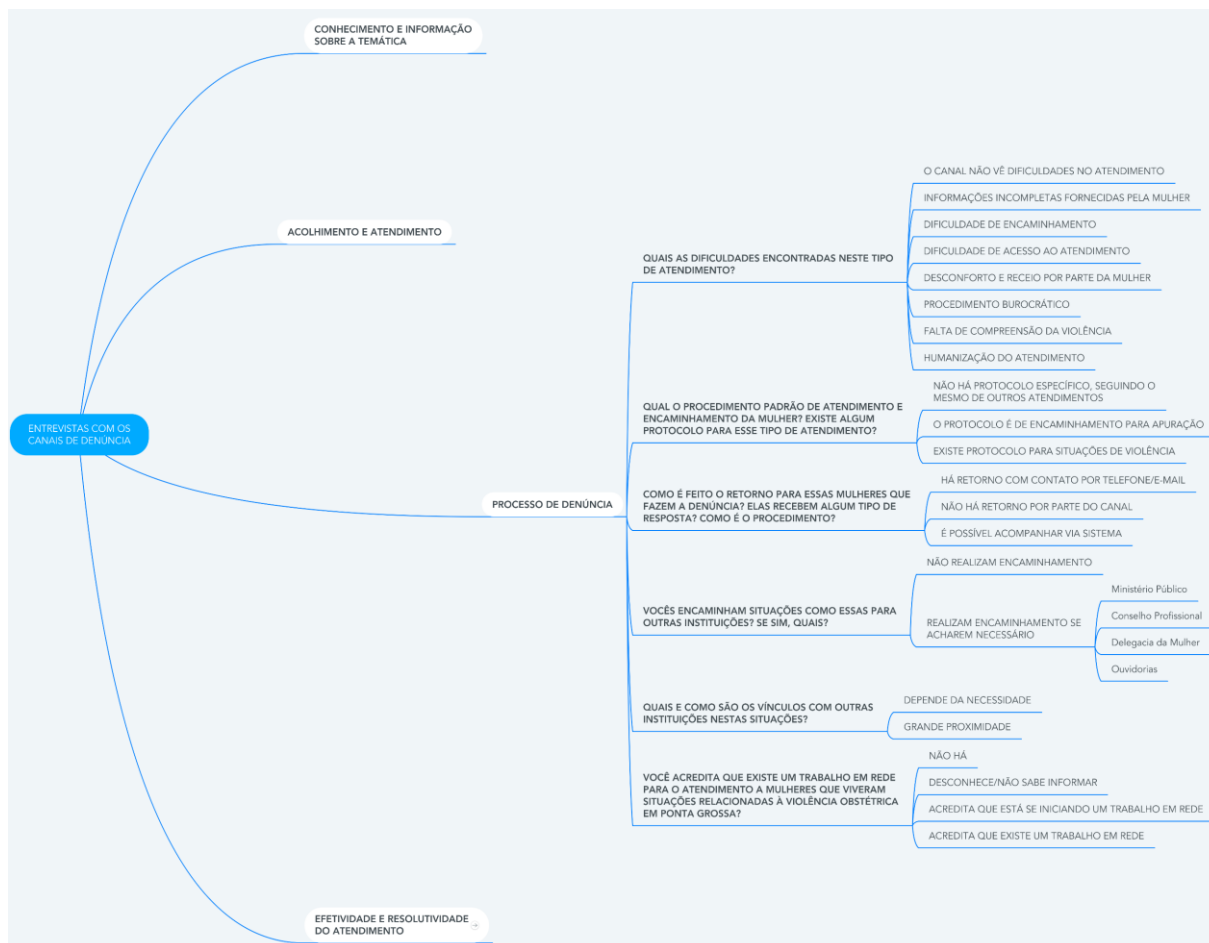 CONHECIMENTO E INFORMAÇÃO
SOBRE A TEMÁTICA
ACOLHIMENTO E ATENDIMENTO
ENTREVISTAS COM OS
CANAIS DE DENÚNCIA
PROCESSO DE DENÚNCIA
QUAIS AS DIFICULDADES ENCONTRADAS NESTE TIPO
DE ATENDIMENTO?
O CANAL NÃO VÊ DIFICULDADES NO ATENDIMENTO
INFORMAÇÕES INCOMPLETAS FORNECIDAS PELA MULHER
DIFICULDADE DE ENCAMINHAMENTO
DIFICULDADE DE ACESSO AO ATENDIMENTO
DESCONFORTO E RECEIO POR PARTE DA MULHER
PROCEDIMENTO BUROCRÁTICO
FALTA DE COMPREENSÃO DA VIOLÊNCIA
HUMANIZAÇÃO DO ATENDIMENTO
QUAL O PROCEDIMENTO PADRÃO DE ATENDIMENTO E
ENCAMINHAMENTO DA MULHER? EXISTE ALGUM
PROTOCOLO PARA ESSE TIPO DE ATENDIMENTO?
NÃO HÁ PROTOCOLO ESPECÍFICO, SEGUINDO O
MESMO DE OUTROS ATENDIMENTOS
O PROTOCOLO É DE ENCAMINHAMENTO PARA APURAÇÃO
EXISTE PROTOCOLO PARA SITUAÇÕES DE VIOLÊNCIA
COMO É FEITO O RETORNO PARA ESSAS MULHERES QUE
FAZEM A DENÚNCIA? ELAS RECEBEM ALGUM TIPO DE
RESPOSTA? COMO É O PROCEDIMENTO?
HÁ RETORNO COM CONTATO POR TELEFONE/E-MAIL
NÃO HÁ RETORNO POR PARTE DO CANAL
É POSSÍVEL ACOMPANHAR VIA SISTEMA
VOCÊS ENCAMINHAM SITUAÇÕES COMO ESSAS PARA
OUTRAS INSTITUIÇÕES? SE SIM, QUAIS?
NÃO REALIZAM ENCAMINHAMENTO
REALIZAM ENCAMINHAMENTO SE
ACHAREM NECESSÁRIO
Ministério Público
Conselho Profissional
Delegacia da Mulher
Ouvidorias
QUAIS E COMO SÃO OS VÍNCULOS COM OUTRAS
INSTITUIÇÕES NESTAS SITUAÇÕES?
DEPENDE DA NECESSIDADE
GRANDE PROXIMIDADE
VOCÊ ACREDITA QUE EXISTE UM TRABALHO EM REDE
PARA O ATENDIMENTO A MULHERES QUE VIVERAM
SITUAÇÕES RELACIONADAS À VIOLÊNCIA OBSTÉTRICA
EM PONTA GROSSA?
NÃO HÁ
DESCONHECE/NÃO SABE INFORMAR
ACREDITA QUE ESTÁ SE INICIANDO UM TRABALHO EM REDE
ACREDITA QUE EXISTE UM TRABALHO EM REDE
EFETIVIDADE E RESOLUTIVIDADE
DO ATENDIMENTO